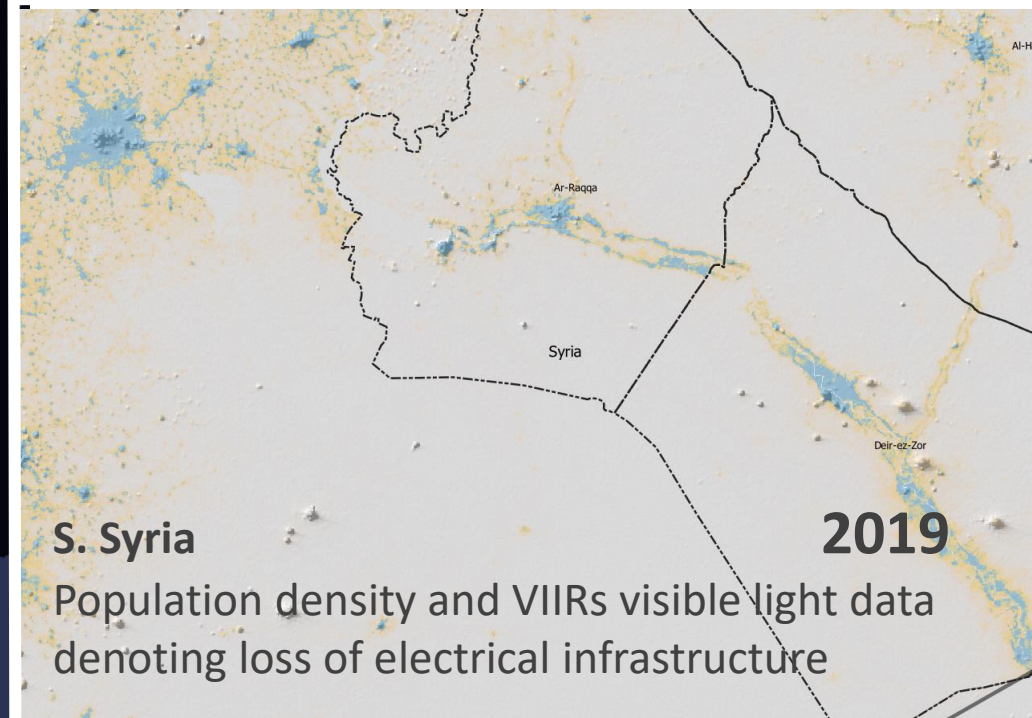 Al-H
Ar-Raqqa
Syria
Deir-ez-Zor
S. Syria
2019
Population density and VIIRs visible light data
denoting loss of electrical infrastructure